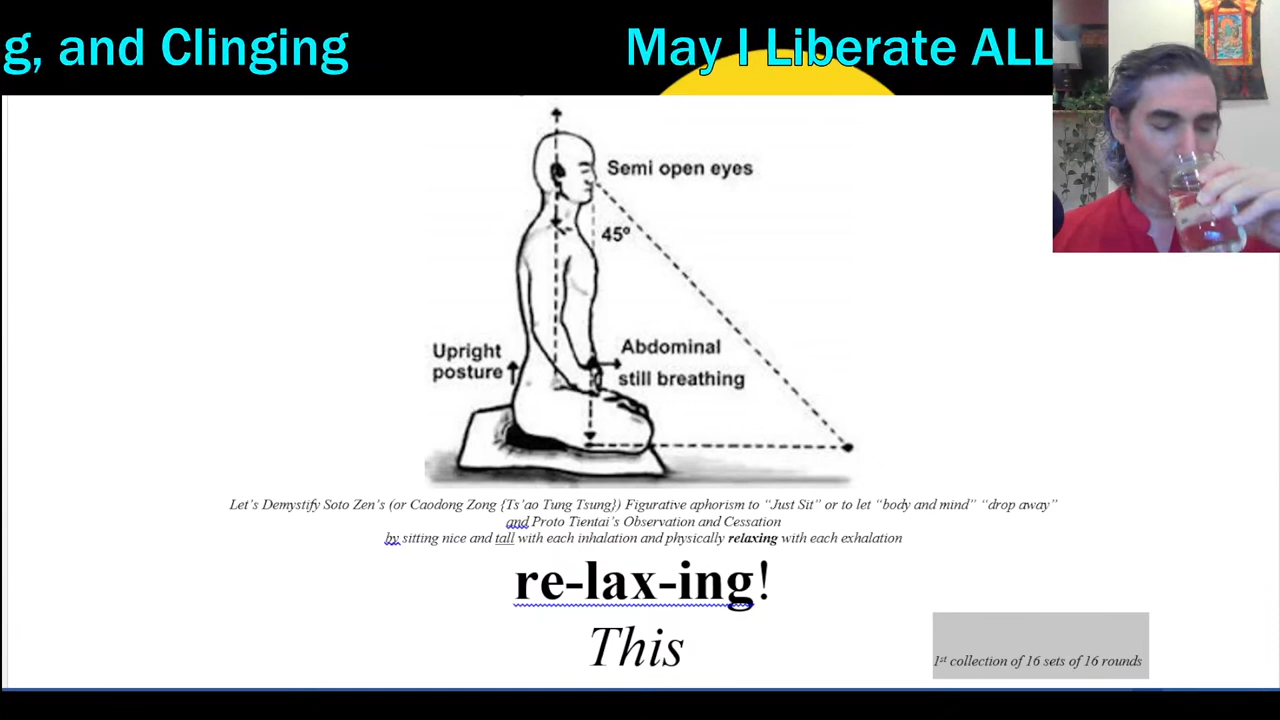 g, and Clinging
May I Liberate ALL
Semi open eyes
45º
Upright
posture
Abdominal
still breathing
Let’s Demystify Soto Zen’s (or Caodong Zong {Ts’ao Tung Tsung}) Figurative aphorism to “Just Sit” or to let “body and mind” “drop away”
and Proto Tientai’s Observation and Cessation
by sitting nice and tall with each inhalation and physically relaxing with each exhalation
re-lax-ing!
This
1st collection of 16 sets of 16 rounds